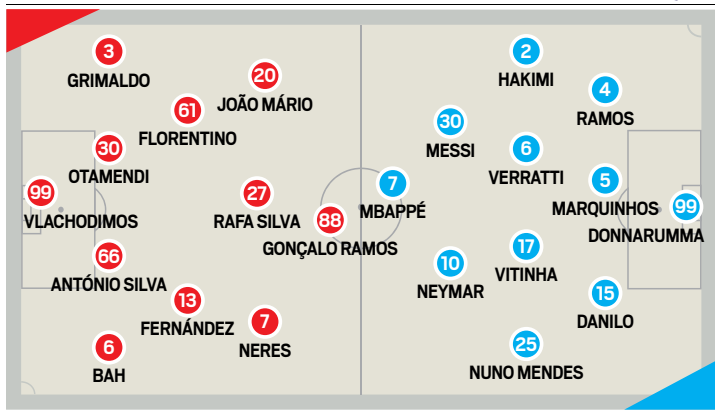 3
GRIMALDO
20
JOÃO MÁRIO
61
FLORENTINO
30
OTAMENDI
99
VLACHODIMOS
27
RAFA SILVA
88
GONÇALO RAMOS
66
ANTÓNIO SILVA
13
FERNÁNDEZ
7
NERES
6
BAH
2
HAKIMI
4
RAMOS
30
MESSI
6
VERRATTI
7
MBAPPÉ
5
MARQUINHOS
99
DONNARUMMA
10
NEYMAR
17
VITINHA
15
DANILO
25
NUNO MENDES